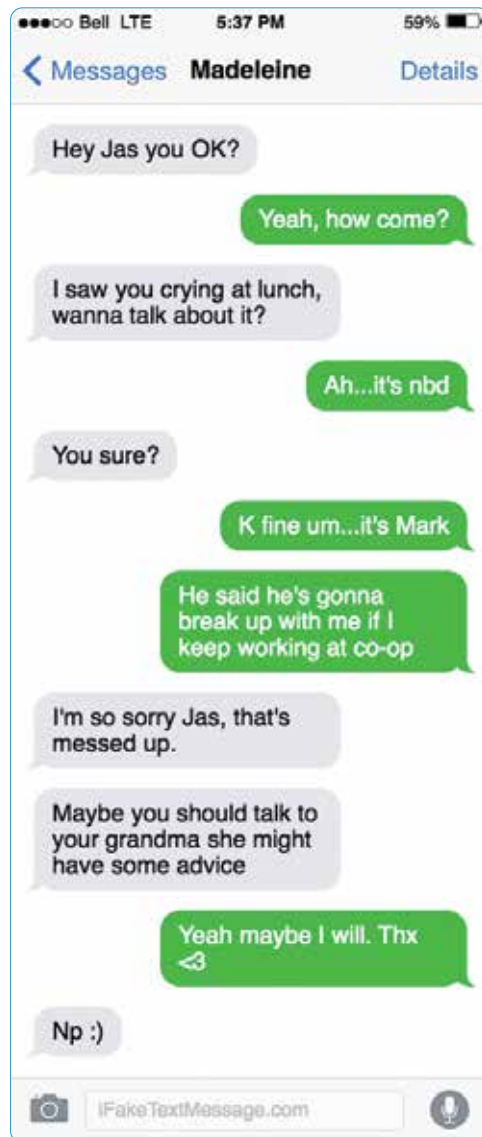 Bell LTE 5:37 PM 59%
Messages Madeleine Details
Hey Jas you OK?
Yeah, how come?
I saw you crying at lunch,
wanna talk about it?
Ah...it's nbd
You sure?
K fine um...it's Mark
He said he's gonna
break up with me if I
keep working at co-op
I'm so sorry Jas, that's
messed up.
Maybe you should talk to
your grandma she might
have some advice
Yeah maybe I will. Thx
<3
Np :)
iFakeTextMessage.com